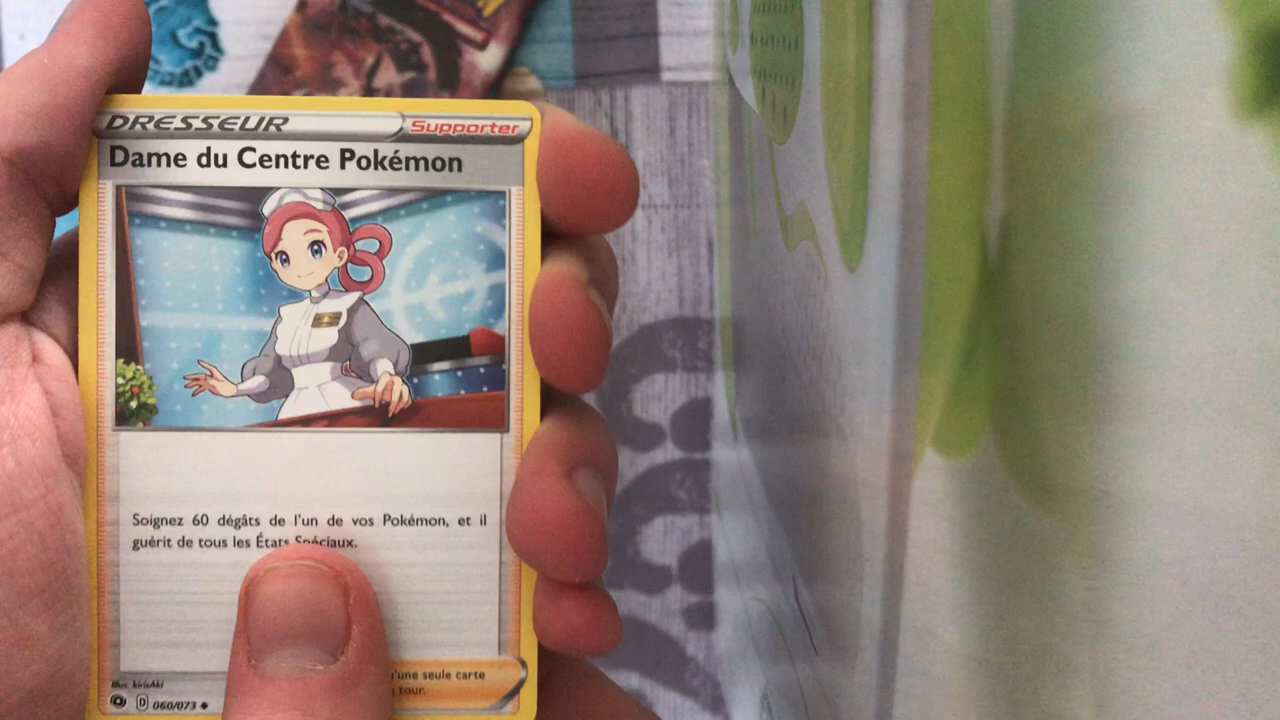 DRESSEUR
Supporter
Dame du Centre Pokémon
Soignez 60 dégâts de l'un de vos Pokémon, et il
guérit de tous les États Spéciaux.
'une seule carte
tour.
Illus. kirisAki
D 060/073